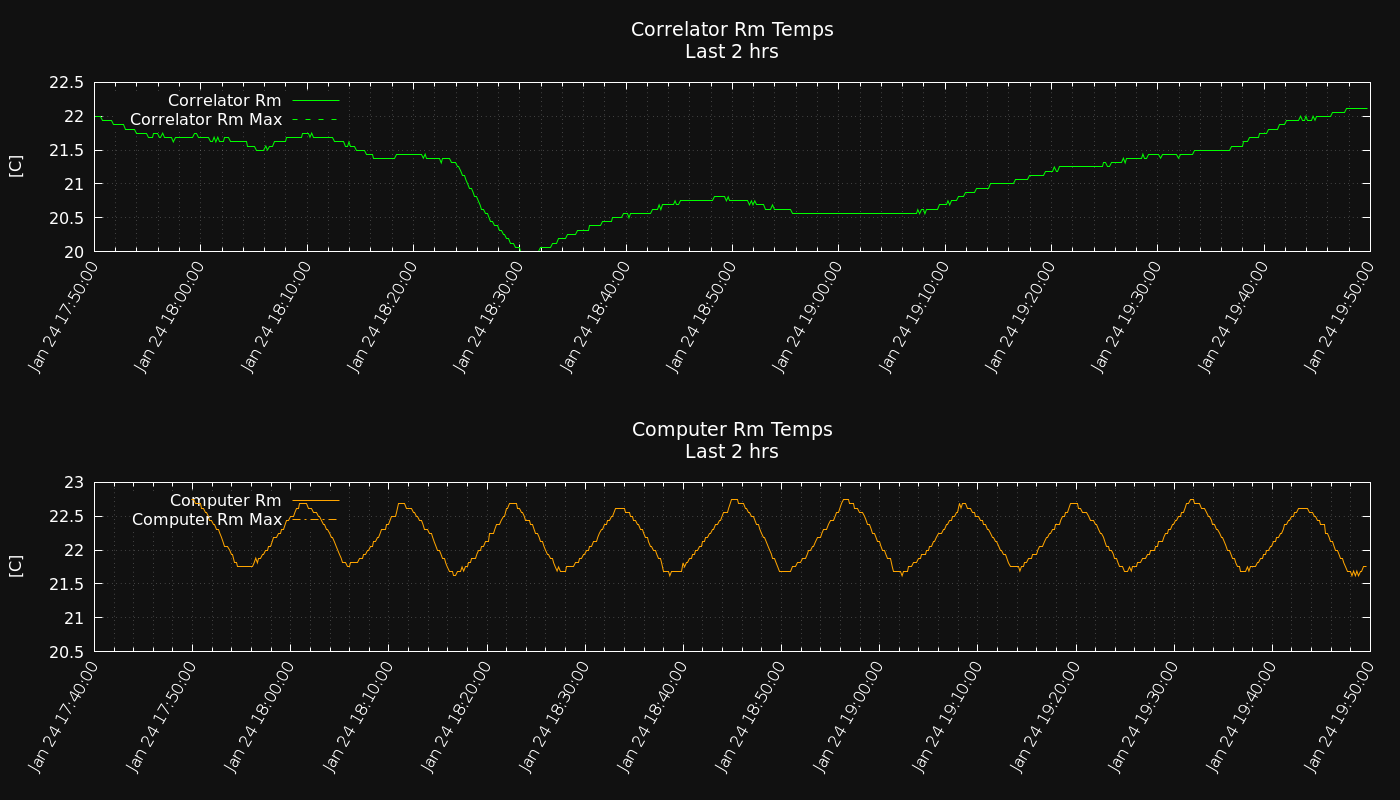 Correlator Rm Temps
Last 2 hrs
22.5
22
21.5
21
20.5
20
[C]
Correlator Rm
Correlator Rm Max
Jan 24 17:50:00
Jan 24 18:00:00
Jan 24 18:10:00
Jan 24 18:20:00
Jan 24 18:30:00
Jan 24 18:40:00
Jan 24 18:50:00
Jan 24 19:00:00
Jan 24 19:10:00
Jan 24 19:20:00
Jan 24 19:30:00
Jan 24 19:40:00
Jan 24 19:50:00
Computer Rm Temps
Last 2 hrs
23
22.5
22
21.5
21
20.5
[C]
Computer Rm
Computer Rm Max
Jan 24 17:40:00
Jan 24 17:50:00
Jan 24 18:00:00
Jan 24 18:10:00
Jan 24 18:20:00
Jan 24 18:30:00
Jan 24 18:40:00
Jan 24 18:50:00
Jan 24 19:00:00
Jan 24 19:10:00
Jan 24 19:20:00
Jan 24 19:30:00
Jan 24 19:40:00
Jan 24 19:50:00